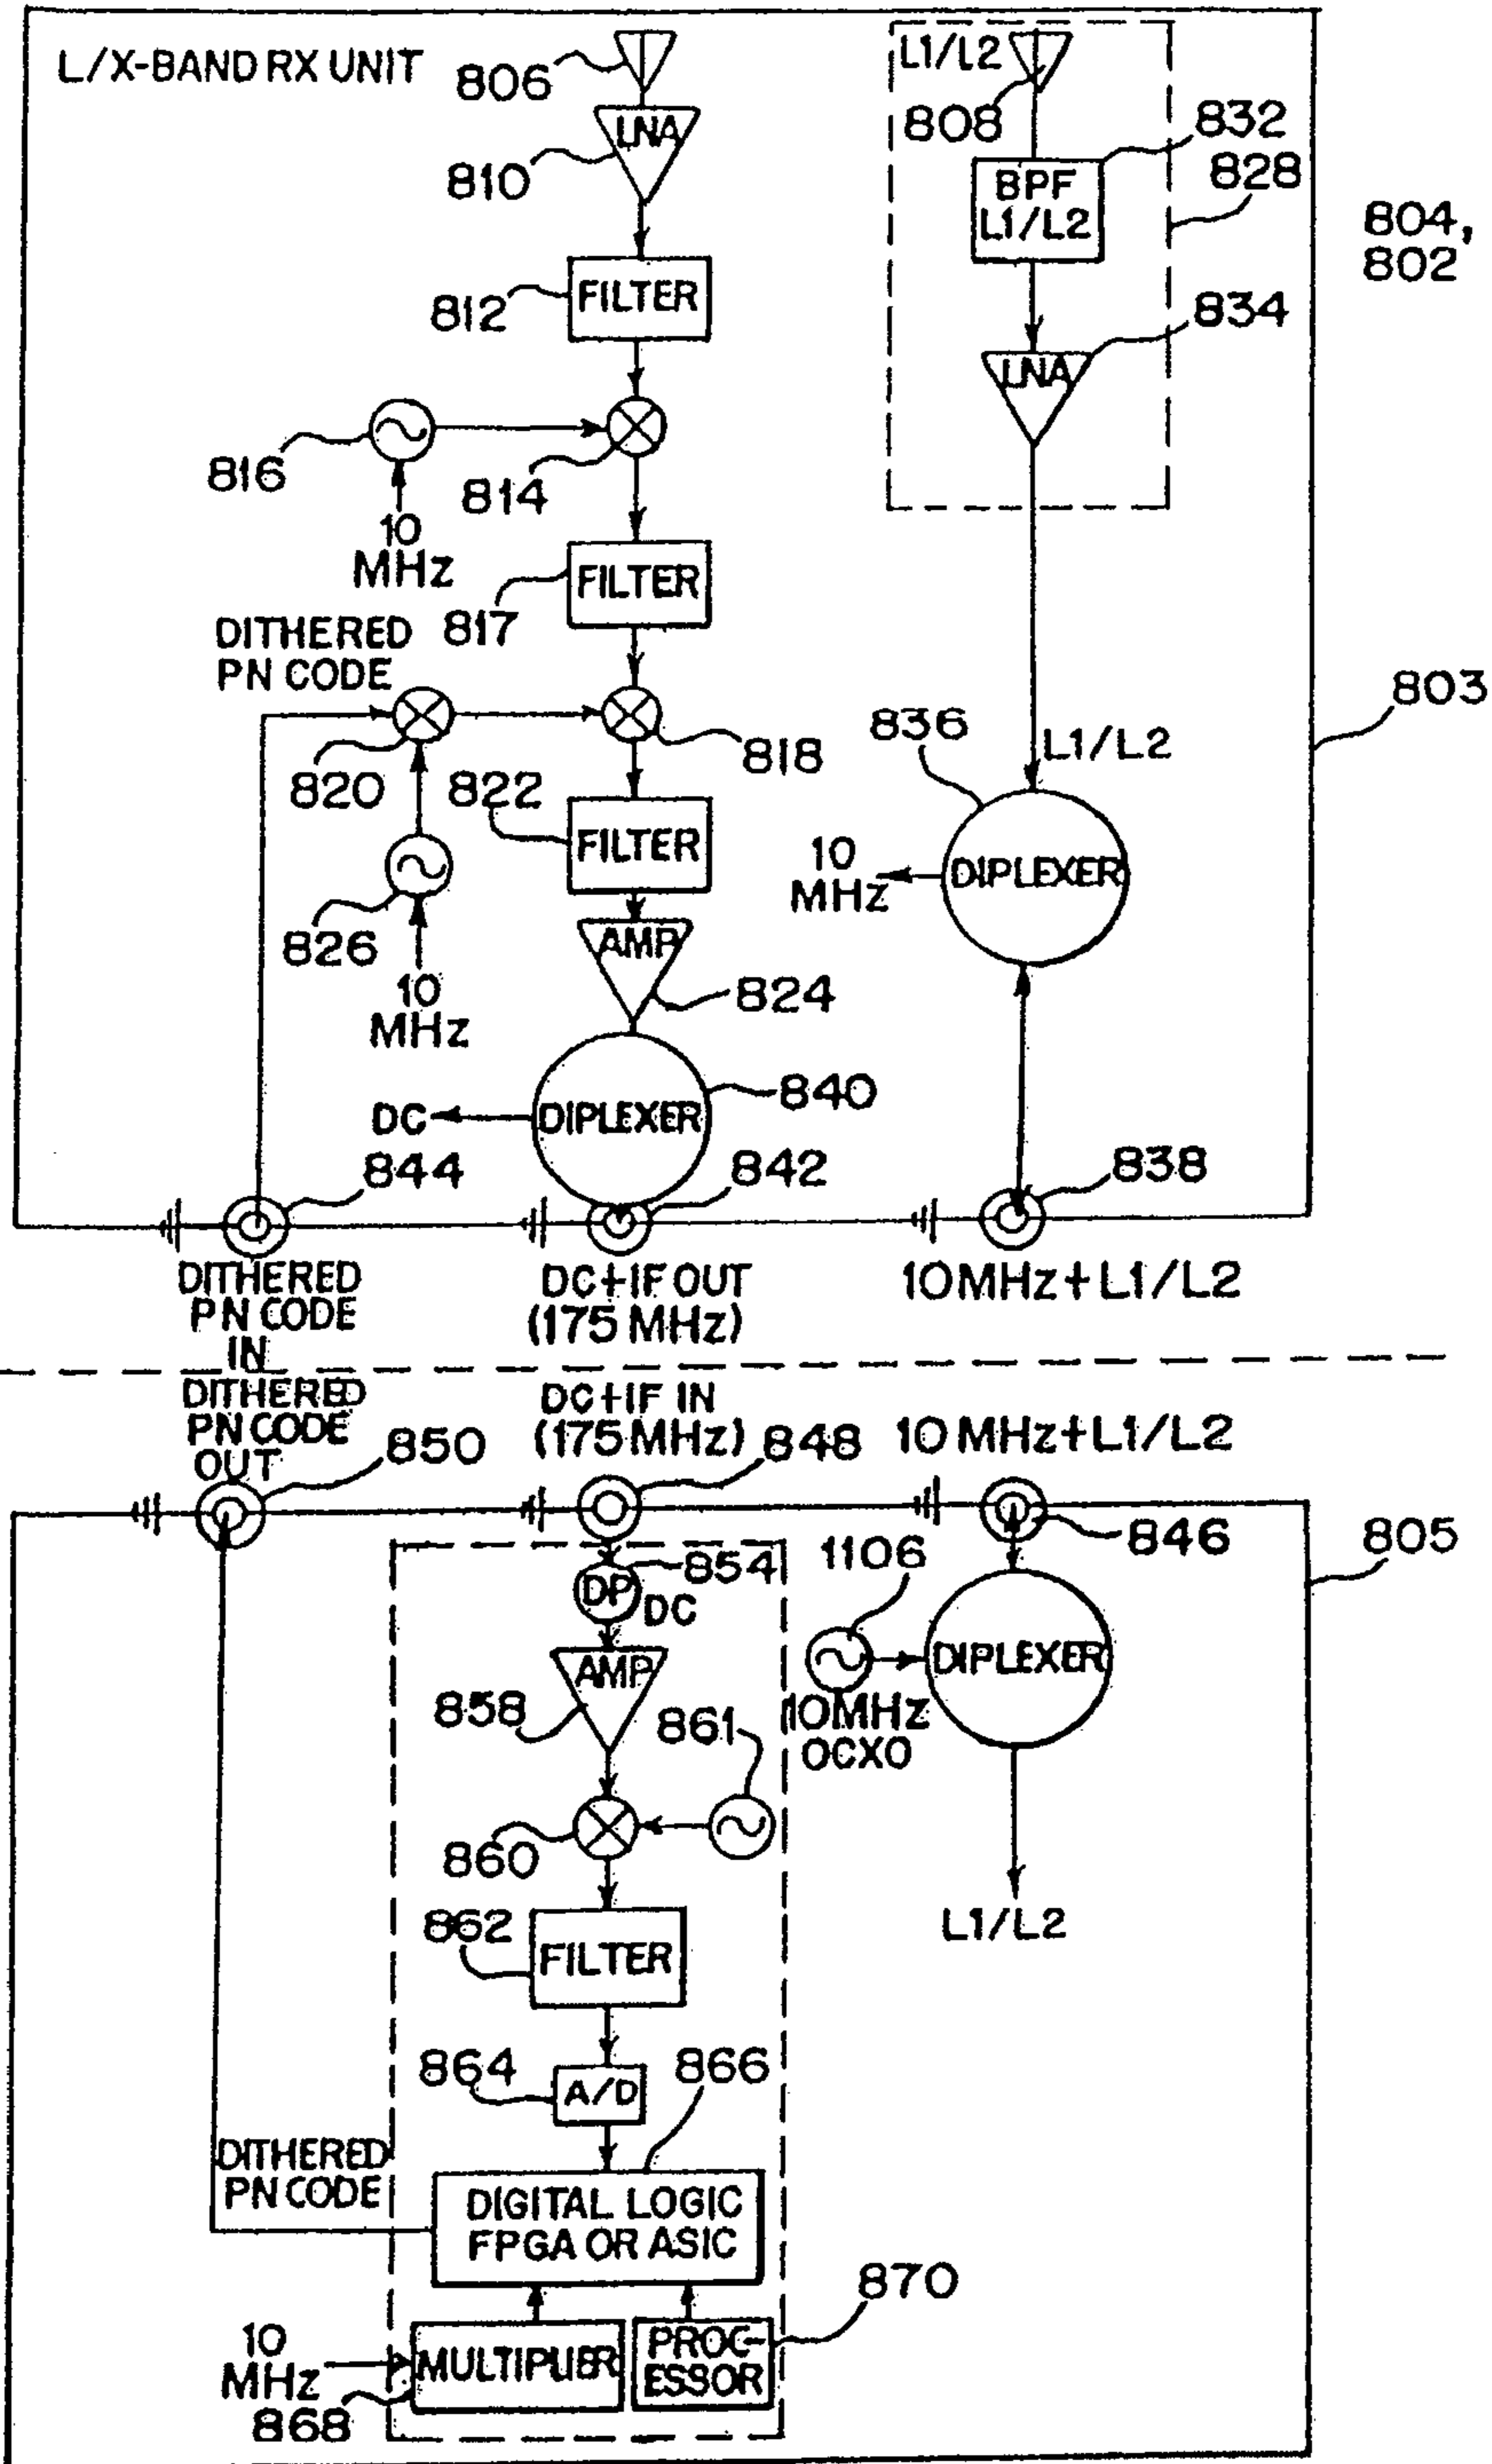 L/X-BAND RX UNIT
806
L1/L2
808
LNA
810
832
BPF
L1/L2
828
804,
802
FILTER
812
834
LNA
816
814
10
MHz
FILTER
817
DITHERED
PN CODE
803
836
L1/L2
818
820
822
FILTER
10
MHz
DIPLEXER
826
AMP
10
MHz
824
840
DC
DIPLEXER
844
842
838
DITHERED
PN CODE
IN
DC+IF OUT
(175 MHz)
10MHz+L1/L2
DITHERED
PN CODE
OUT
DC+IF IN
(175 MHz)
10 MHz+L1/L2
850
848
846
805
854
DP
DC
1106
AMP
DIPLEXER
858
861
10MHz
OCXO
860
862
FILTER
L1/L2
864
A/D
866
DITHERED
PN CODE
DIGITAL LOGIC
FPGA OR ASIC
870
10
MHz
MULTIPLIER
PROC-
ESSOR
868